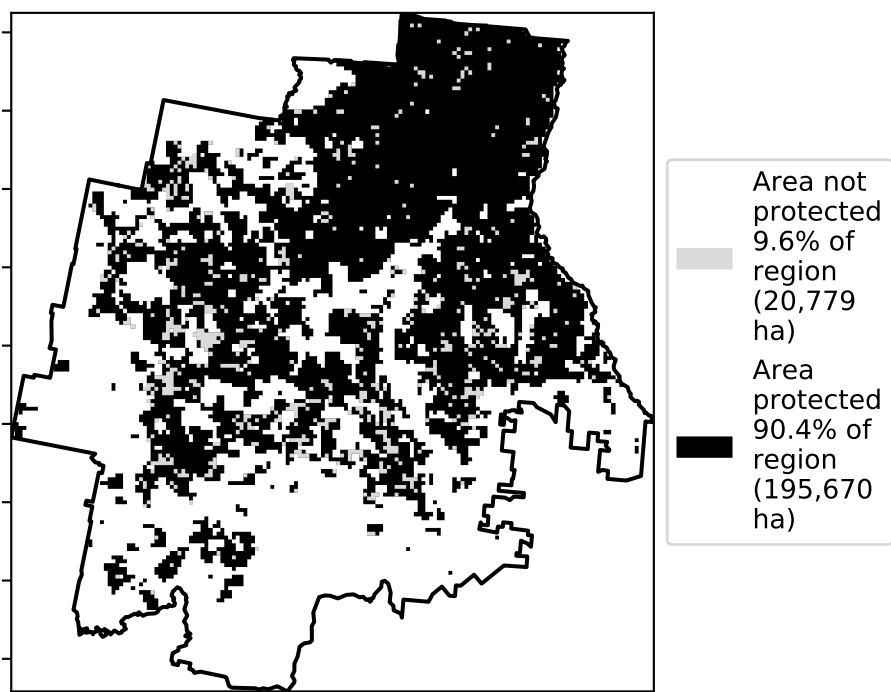 Area not
protected
9.6% of
region
(20,779
ha)
Area
protected
90.4% of
region
(195,670
ha)